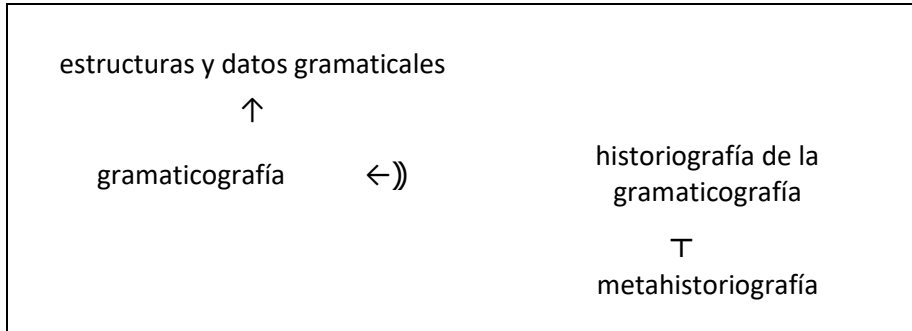 estructuras y datos gramaticales
↑
gramaticografía ←))
historiografía de la
gramaticografía
⊤
metahistoriografía